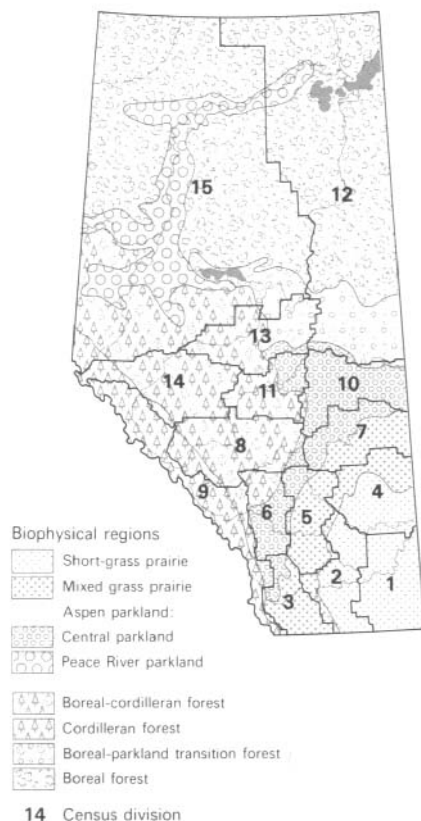 15
12
13
14
11
10
7
8
4
9
6
5
2
1
3
Biophysical regions
Short-grass prairie
Mixed grass prairie
Aspen parkland:
Central parkland
Peace River parkland
Boreal-cordilleran forest
Cordilleran forest
Boreal-parkland transition forest
Boreal forest
14 Census division